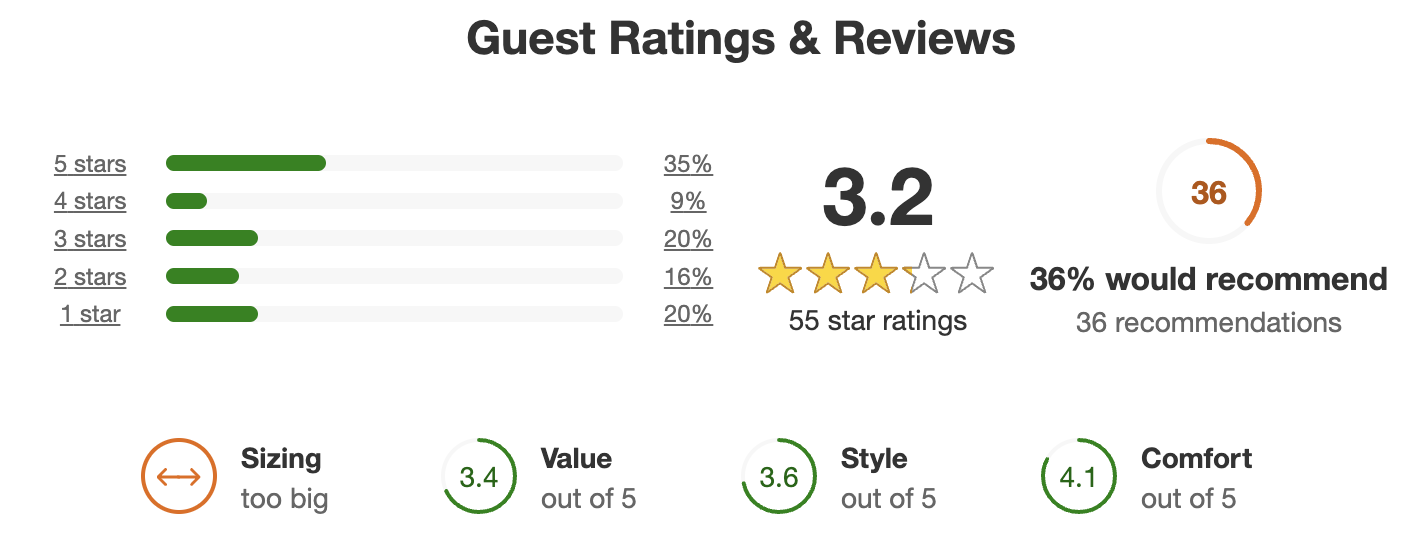 Guest Ratings & Reviews
5 stars 35%
4 stars 9%
3 stars 20%
2 stars 16%
1 star 20%
3.2
55 star ratings
36
36% would recommend
36 recommendations
Sizing
too big
3.4
Value
out of 5
3.6
Style
out of 5
4.1
Comfort
out of 5